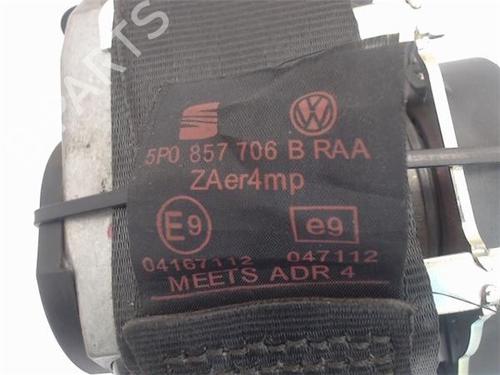 5P0 857 706 B RAA
ZAer4mp
E9 e9
04167112 047112
MEETS ADR 4